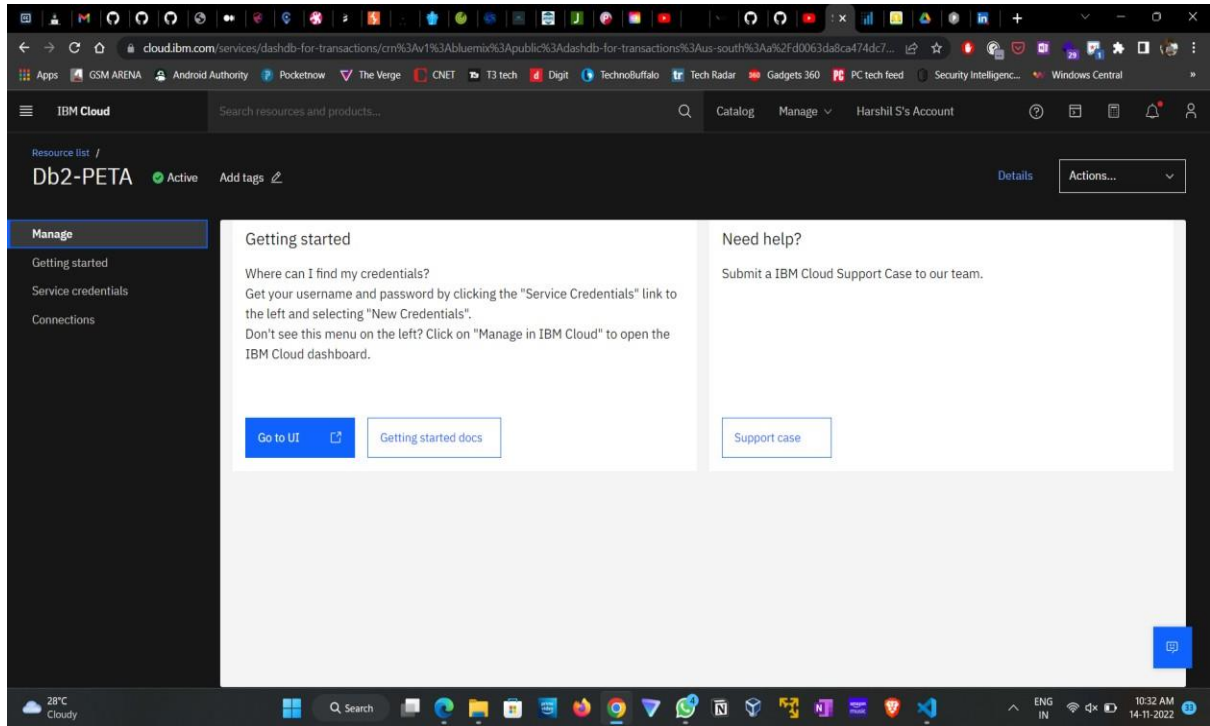 cloud.ibm.com/services/dashdb-for-transactions/crn%3Av1%3Abluemix%3Apublic%3Adashdb-for-transactions%3Aus-south%3Aa%2Fd0063da8ca474dc7...
Apps GSM ARENA Android Authority Pocketnow The Verge CNET T3 tech Digit TechnoBuffalo Tech Radar Gadgets 360 PC tech feed Security Intelligenc... Windows Central »
IBM Cloud Search resources and products... Catalog Manage Harshil S's Account
Resource list /
Db2-PETA Active Add tags Details Actions...
Manage
Getting started
Service credentials
Connections
Getting started
Where can I find my credentials?
Get your username and password by clicking the "Service Credentials" link to
the left and selecting "New Credentials".
Don't see this menu on the left? Click on "Manage in IBM Cloud" to open the
IBM Cloud dashboard.
Go to UI Getting started docs
Need help?
Submit a IBM Cloud Support Case to our team.
Support case
28°C
Cloudy
Search
ENG
IN
10:32 AM
14-11-2022